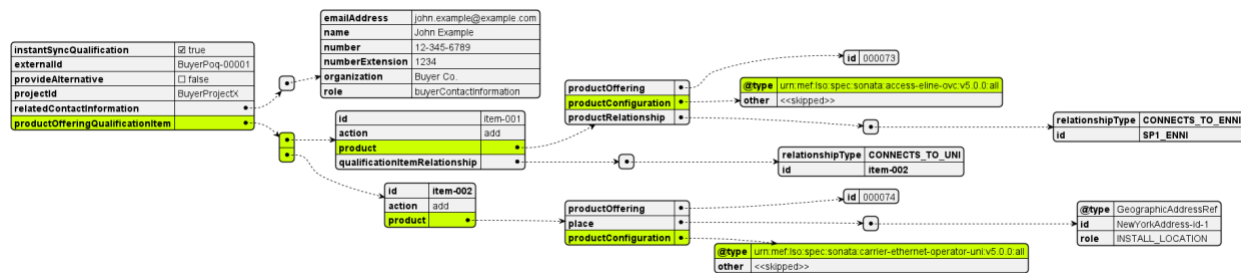 emailAddress john.example@example.com
name John Example
number 12-345-6789
numberExtension 1234
organization Buyer Co.
role buyerContactInformation
instantSyncQualification ☑ true
externalId BuyerPoq-00001
provideAlternative ☐ false
projectId BuyerProjectX
relatedContactInformation
productOfferingQualificationItem
id item-001
action add
product
qualificationItemRelationship
productOffering
productConfiguration
productRelationship
id 000073
@type urn:mef:lso:spec:sonata:access-eline-ovc:v5.0.0:all
other <<skipped>>
relationshipType CONNECTS_TO_ENNI
id SP1_ENNI
relationshipType CONNECTS_TO_UNI
id item-002
id item-002
action add
product
productOffering
place
productConfiguration
id 000074
@type GeographicAddressRef
id NewYorkAddress-id-1
role INSTALL_LOCATION
@type urn:mef:lso:spec:sonata:carrier-ethernet-operator-uni:v5.0.0:all
other <<skipped>>